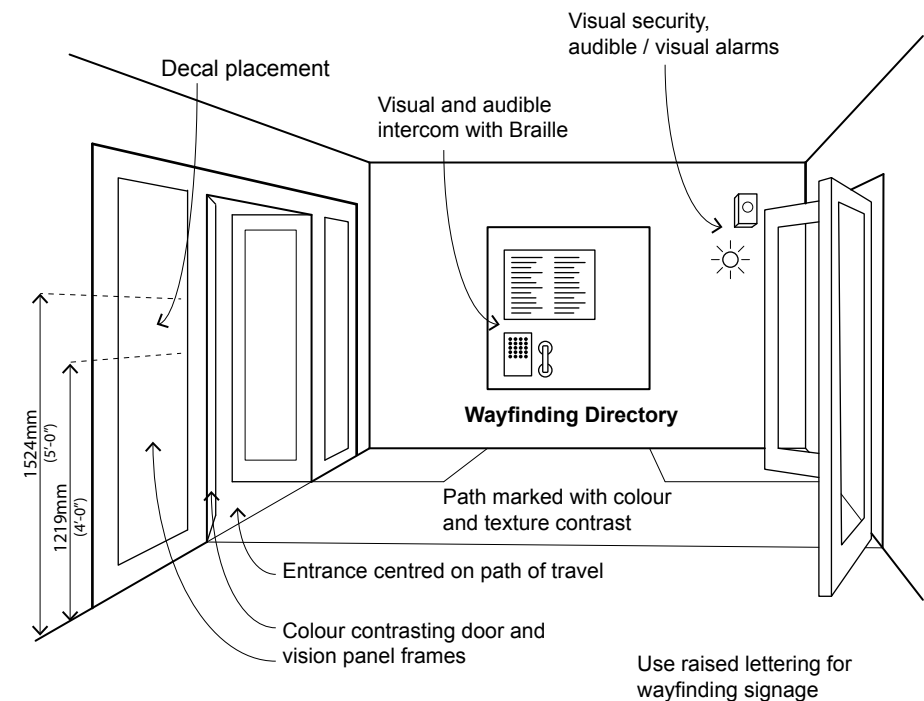 Visual security,
audible / visual alarms
Decal placement
Visual and audible
intercom with Braille
Wayfinding Directory
1524mm
(5'-0")
1219mm
(4'-0")
Path marked with colour
and texture contrast
Entrance centred on path of travel
Colour contrasting door and
vision panel frames
Use raised lettering for
wayfinding signage